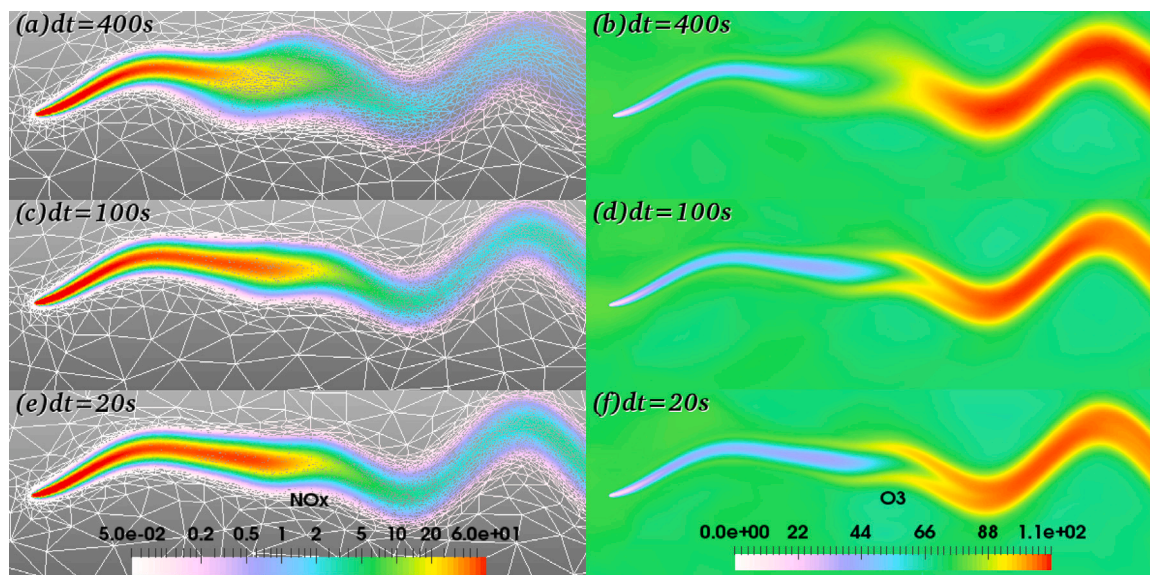 (a)dt=400s
(b)dt=400s
(c)dt=100s
(d)dt=100s
(e)dt=20s
(f)dt=20s
NOx
5.0e-02 0.2 0.5 1 2 5 10 20 6.0e+01
O3
0.0e+00 22 44 66 88 1.1e+02